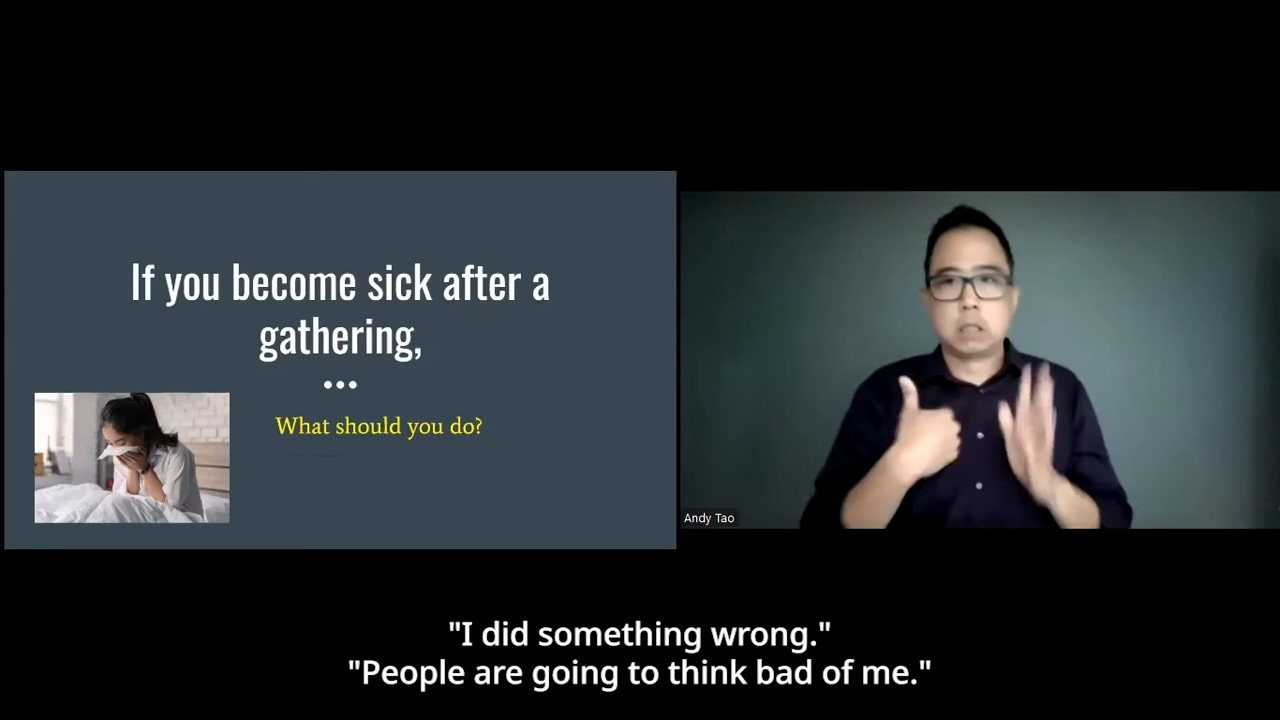 If you become sick after a
gathering,
What should you do?
Andy Tao
"I did something wrong."
"People are going to think bad of me."